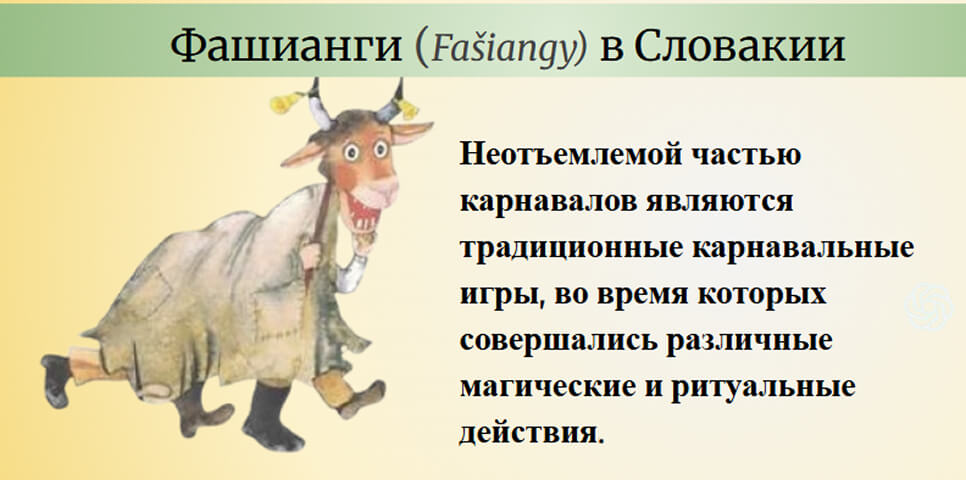 Фашианги (Fašiangy) в Словакии
Неотъемлемой частью
карнавалов являются
традиционные карнавальные
игры, во время которых
совершались различные
магические и ритуальные
действия.